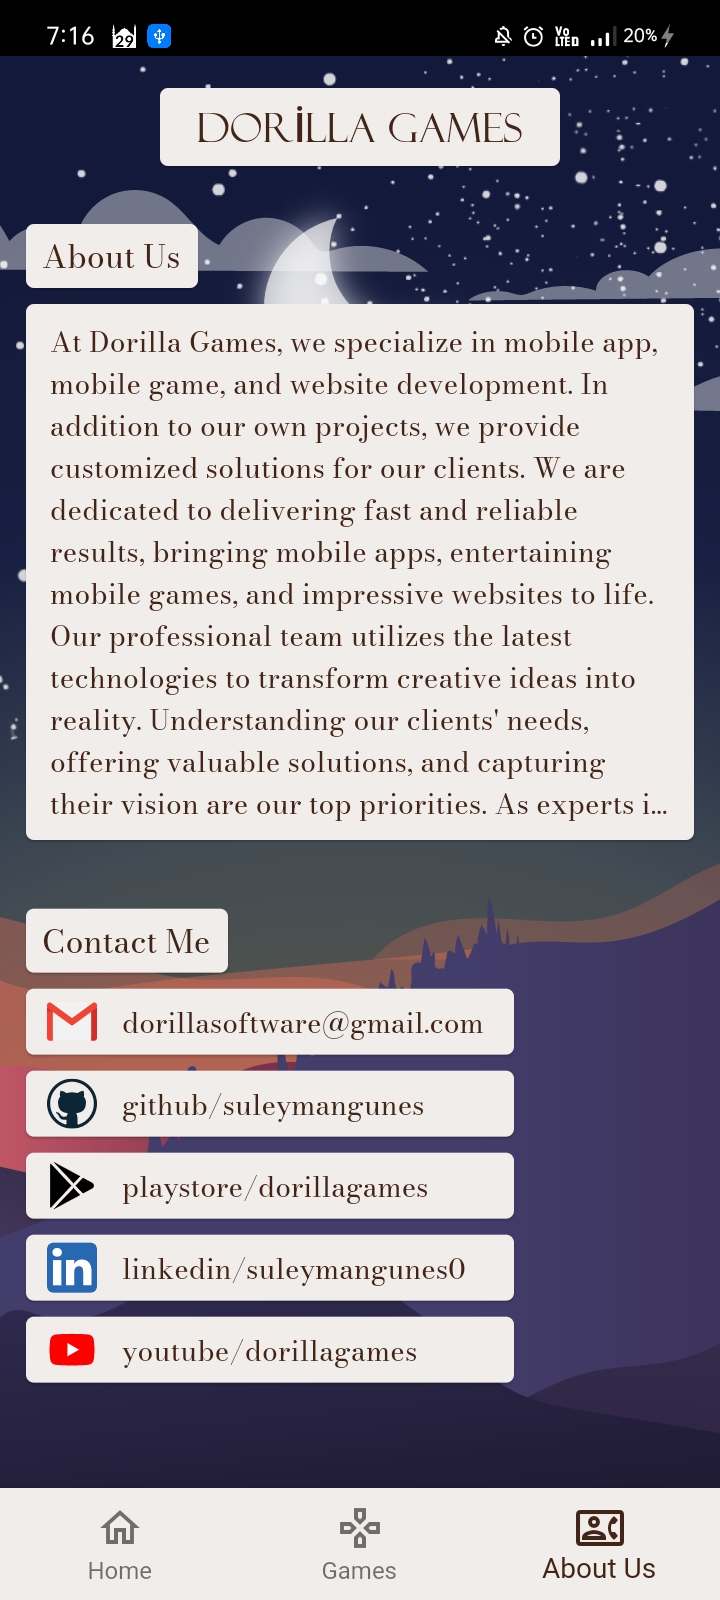 7:16
29
VoLTED
20%
DORİLLA GAMES
About Us
At Dorilla Games, we specialize in mobile app,
mobile game, and website development. In
addition to our own projects, we provide
customized solutions for our clients. We are
dedicated to delivering fast and reliable
results, bringing mobile apps, entertaining
mobile games, and impressive websites to life.
Our professional team utilizes the latest
technologies to transform creative ideas into
reality. Understanding our clients' needs,
offering valuable solutions, and capturing
their vision are our top priorities. As experts i...
Contact Me
dorillasoftware@gmail.com
github/suleymangunes
playstore/dorillagames
in
linkedin/suleymangunes0
youtube/dorillagames
Home
Games
About Us